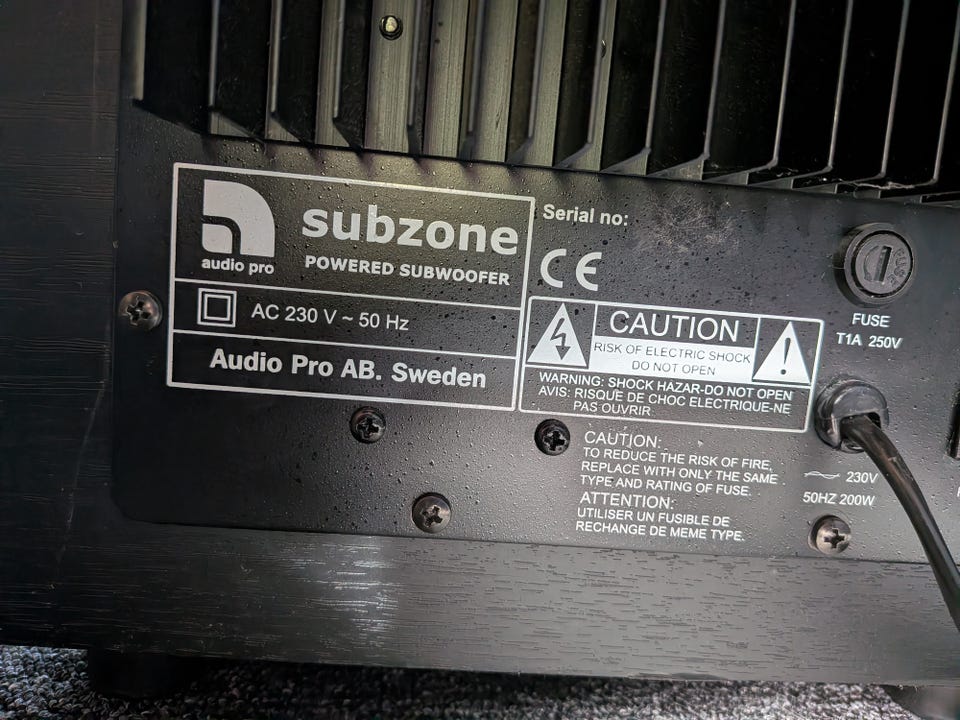 audio pro
subzone
POWERED SUBWOOFER
AC 230 V ~ 50 Hz
Audio Pro AB. Sweden
Serial no:
CE
CAUTION
RISK OF ELECTRIC SHOCK
DO NOT OPEN
WARNING: SHOCK HAZAR-DO NOT OPEN
AVIS: RISQUE DE CHOC ELECTRIQUE-NE
PAS OUVRIR
CAUTION:
TO REDUCE THE RISK OF FIRE,
REPLACE WITH ONLY THE SAME
TYPE AND RATING OF FUSE.
ATTENTION:
UTILISER UN FUSIBLE DE
RECHANGE DE MEME TYPE.
FUSE
FUSE
T1A 250V
~ 230V
50HZ 200W